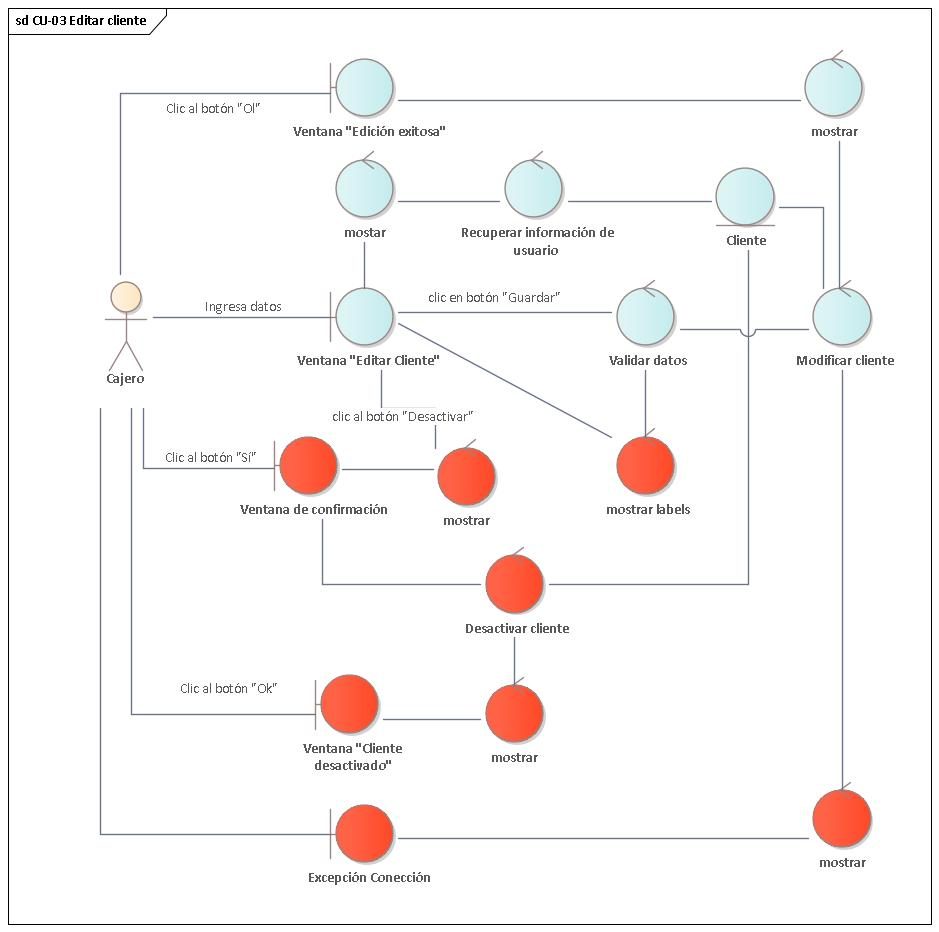 sd CU-03 Editar cliente
Clic al botón "Ol"
Ventana "Edición exitosa"
mostrar
mostar
Recuperar información de
usuario
Cliente
Ingresa datos
clic en botón "Guardar"
Cajero
Ventana "Editar Cliente"
Validar datos
Modificar cliente
clic al botón "Desactivar"
Clic al botón "Sí"
Ventana de confirmación
mostrar
mostrar labels
Desactivar cliente
Clic al botón "Ok"
Ventana "Cliente
desactivado"
mostrar
mostrar
Excepción Conección